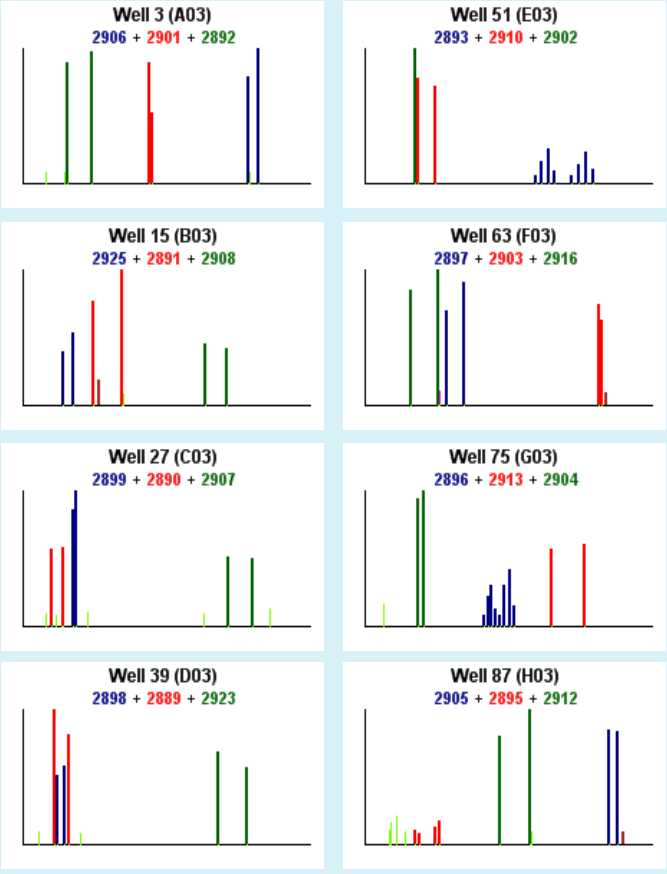 Well 3 (A03)
2906 + 2901 + 2892
Well 51 (E03)
2893 + 2910 + 2902
Well 15 (B03)
2925 + 2891 + 2908
Well 63 (F03)
2897 + 2903 + 2916
Well 27 (C03)
2899 + 2890 + 2907
Well 75 (G03)
2896 + 2913 + 2904
Well 39 (D03)
2898 + 2889 + 2923
Well 87 (H03)
2905 + 2895 + 2912